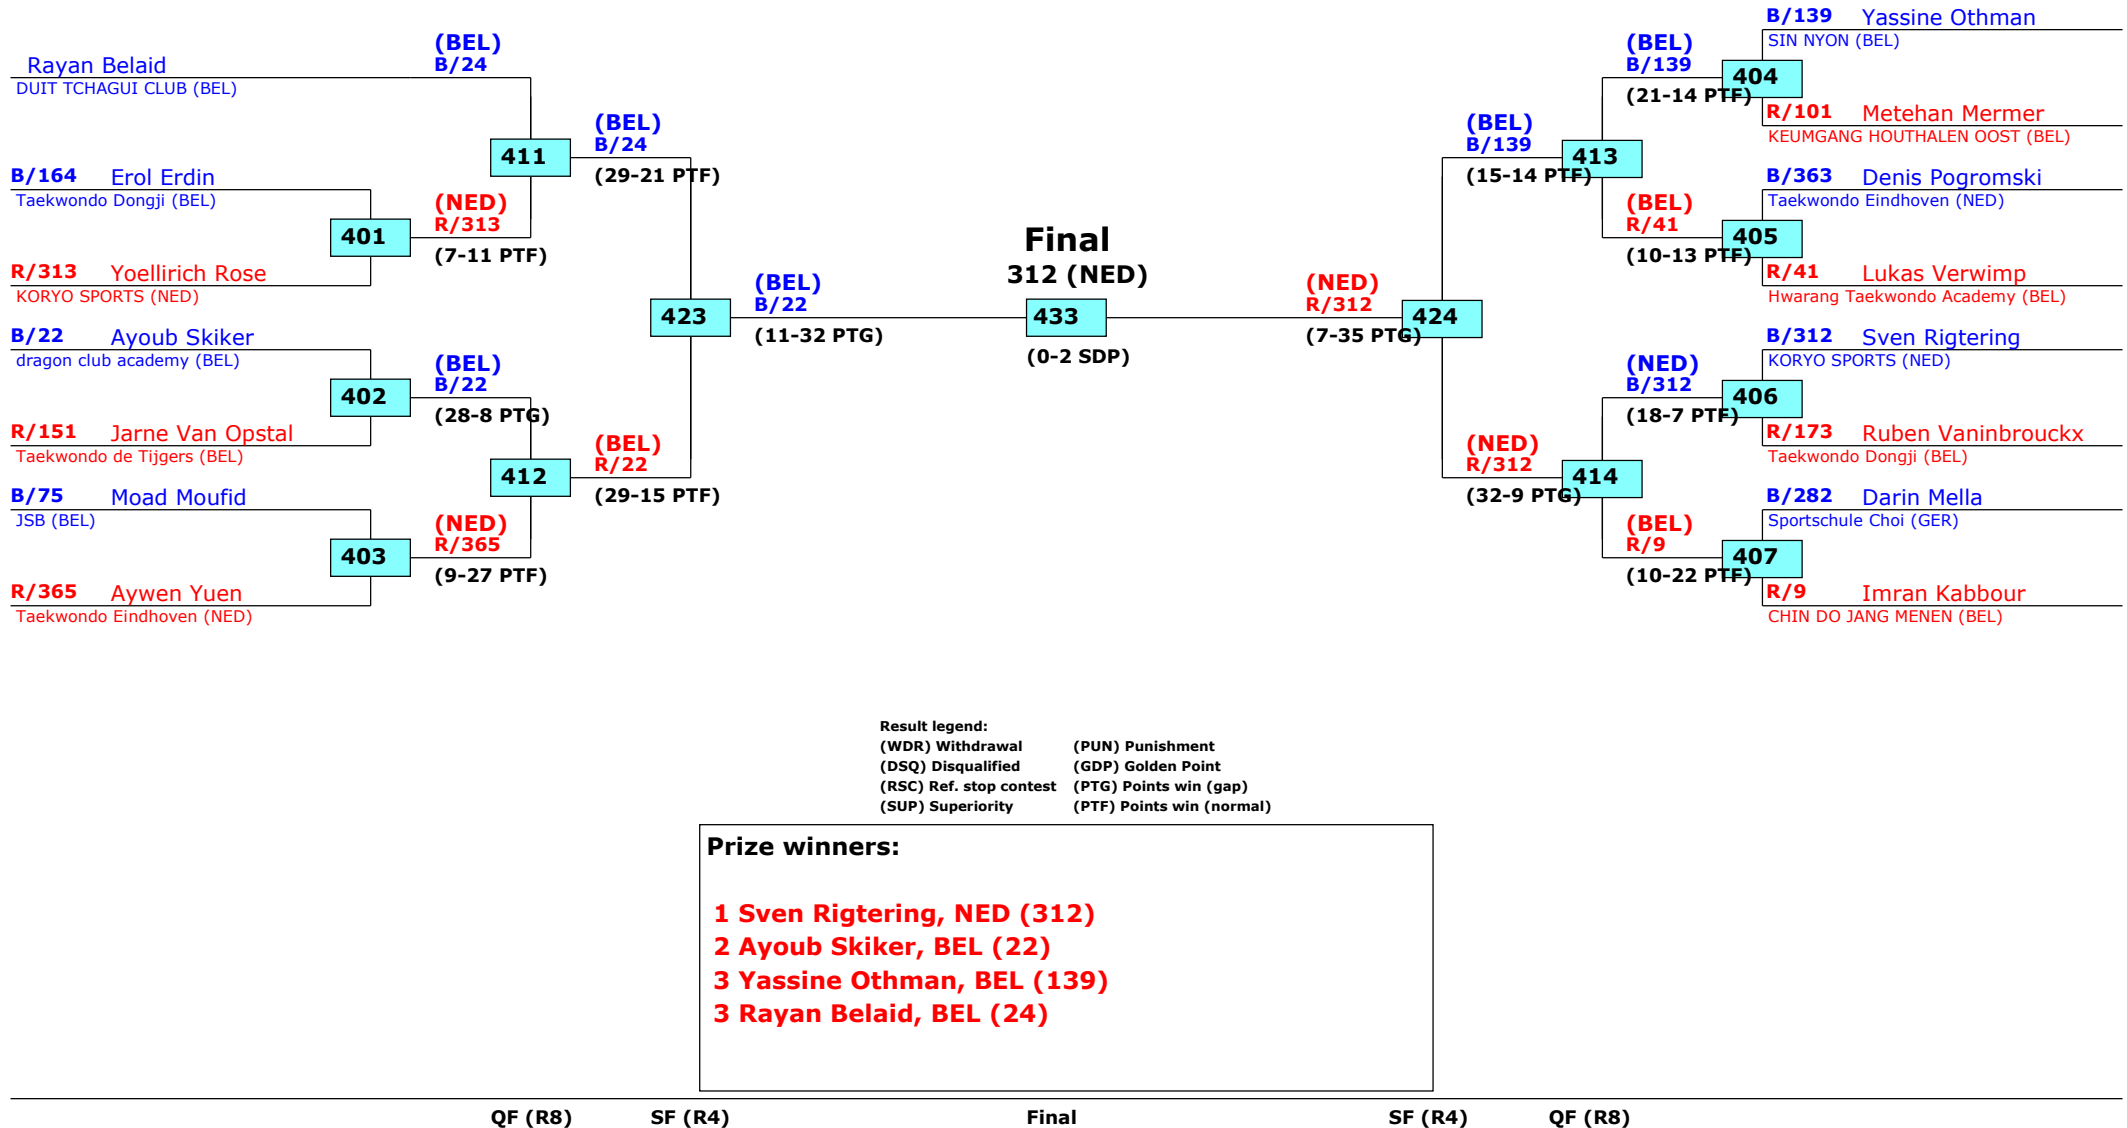 Rayan Belaid
DUIT TCHAGUI CLUB (BEL)
B/164 Erol Erdin
Taekwondo Dongji (BEL)
R/313 Yoellirich Rose
KORYO SPORTS (NED)
B/22 Ayoub Skiker
dragon club academy (BEL)
R/151 Jarne Van Opstal
Taekwondo de Tijgers (BEL)
B/75 Moad Moufid
JSB (BEL)
R/365 Aywen Yuen
Taekwondo Eindhoven (NED)
401
402
403
(BEL)
B/24
(NED)
R/313
(7-11 PTF)
(BEL)
B/22
(28-8 PTG)
(NED)
R/365
(9-27 PTF)
411
412
(BEL)
B/24
(29-21 PTF)
(BEL)
R/22
(29-15 PTF)
423
(BEL)
B/22
(11-32 PTG)
Final
312 (NED)
433
(0-2 SDP)
(NED)
R/312
(7-35 PTG)
424
(BEL)
B/139
(15-14 PTF)
(NED)
R/312
(32-9 PTG)
413
414
(BEL)
B/139
(21-14 PTF)
(BEL)
R/41
(10-13 PTF)
(NED)
B/312
(18-7 PTF)
(BEL)
R/9
(10-22 PTF)
404
405
406
407
B/139 Yassine Othman
SIN NYON (BEL)
R/101 Metehan Mermer
KEUMGANG HOUTHALEN OOST (BEL)
B/363 Denis Pogromski
Taekwondo Eindhoven (NED)
R/41 Lukas Verwimp
Hwarang Taekwondo Academy (BEL)
B/312 Sven Rigtering
KORYO SPORTS (NED)
R/173 Ruben Vaninbrouckx
Taekwondo Dongji (BEL)
B/282 Darin Mella
Sportschule Choi (GER)
R/9 Imran Kabbour
CHIN DO JANG MENEN (BEL)
Result legend:
(WDR) Withdrawal (PUN) Punishment
(DSQ) Disqualified (GDP) Golden Point
(RSC) Ref. stop contest (PTG) Points win (gap)
(SUP) Superiority (PTF) Points win (normal)
Prize winners:
1 Sven Rigtering, NED (312)
2 Ayoub Skiker, BEL (22)
3 Yassine Othman, BEL (139)
3 Rayan Belaid, BEL (24)
QF (R8) SF (R4) Final SF (R4) QF (R8)